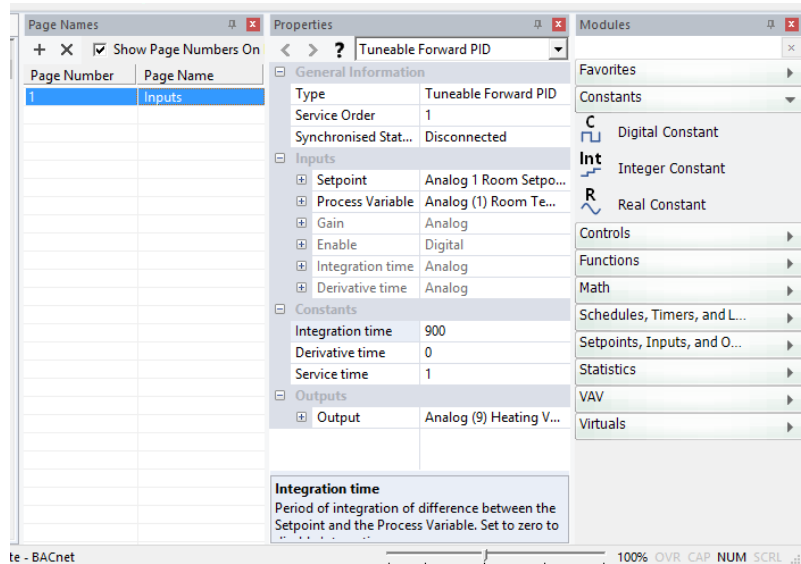 Page Names
Show Page Numbers On
Page Number Page Name
1 Inputs
Properties
? Tuneable Forward PID
General Information
Type Tuneable Forward PID
Service Order 1
Synchronised Stat... Disconnected
Inputs
Setpoint Analog 1 Room Setpo...
Process Variable Analog (1) Room Te...
Gain Analog
Enable Digital
Integration time Analog
Derivative time Analog
Constants
Integration time 900
Derivative time 0
Service time 1
Outputs
Output Analog (9) Heating V...
Integration time
Period of integration of difference between the
Setpoint and the Process Variable. Set to zero to
Modules
Favorites
Constants
C Digital Constant
Int Integer Constant
R Real Constant
Controls
Functions
Math
Schedules, Timers, and L...
Setpoints, Inputs, and O...
Statistics
VAV
Virtuals
te - BACnet
100% OVR CAP NUM SCRL